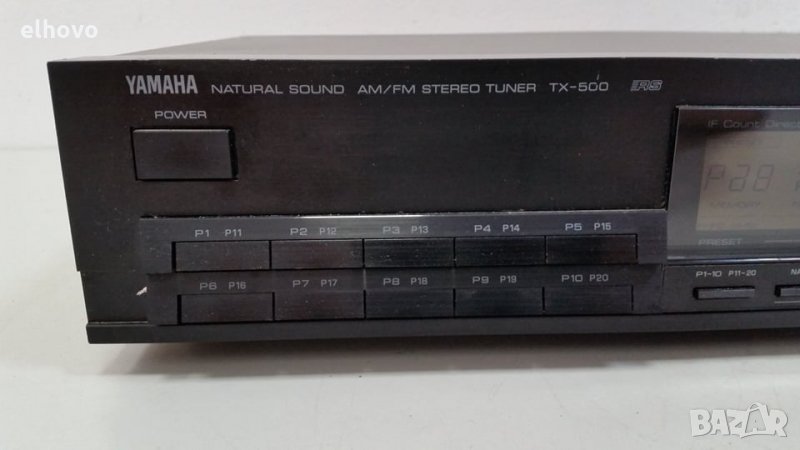 elhovo
YAMAHA NATURAL SOUND AM/FM STEREO TUNER TX-500 RS
POWER
IF Count Direct
MEMORY
PRESET
P1 P11 P2 P12 P3 P13 P4 P14 P5 P15
P6 P16 P7 P17 P8 P18 P9 P19 P10 P20
P1-10 P11-20
BAZAR